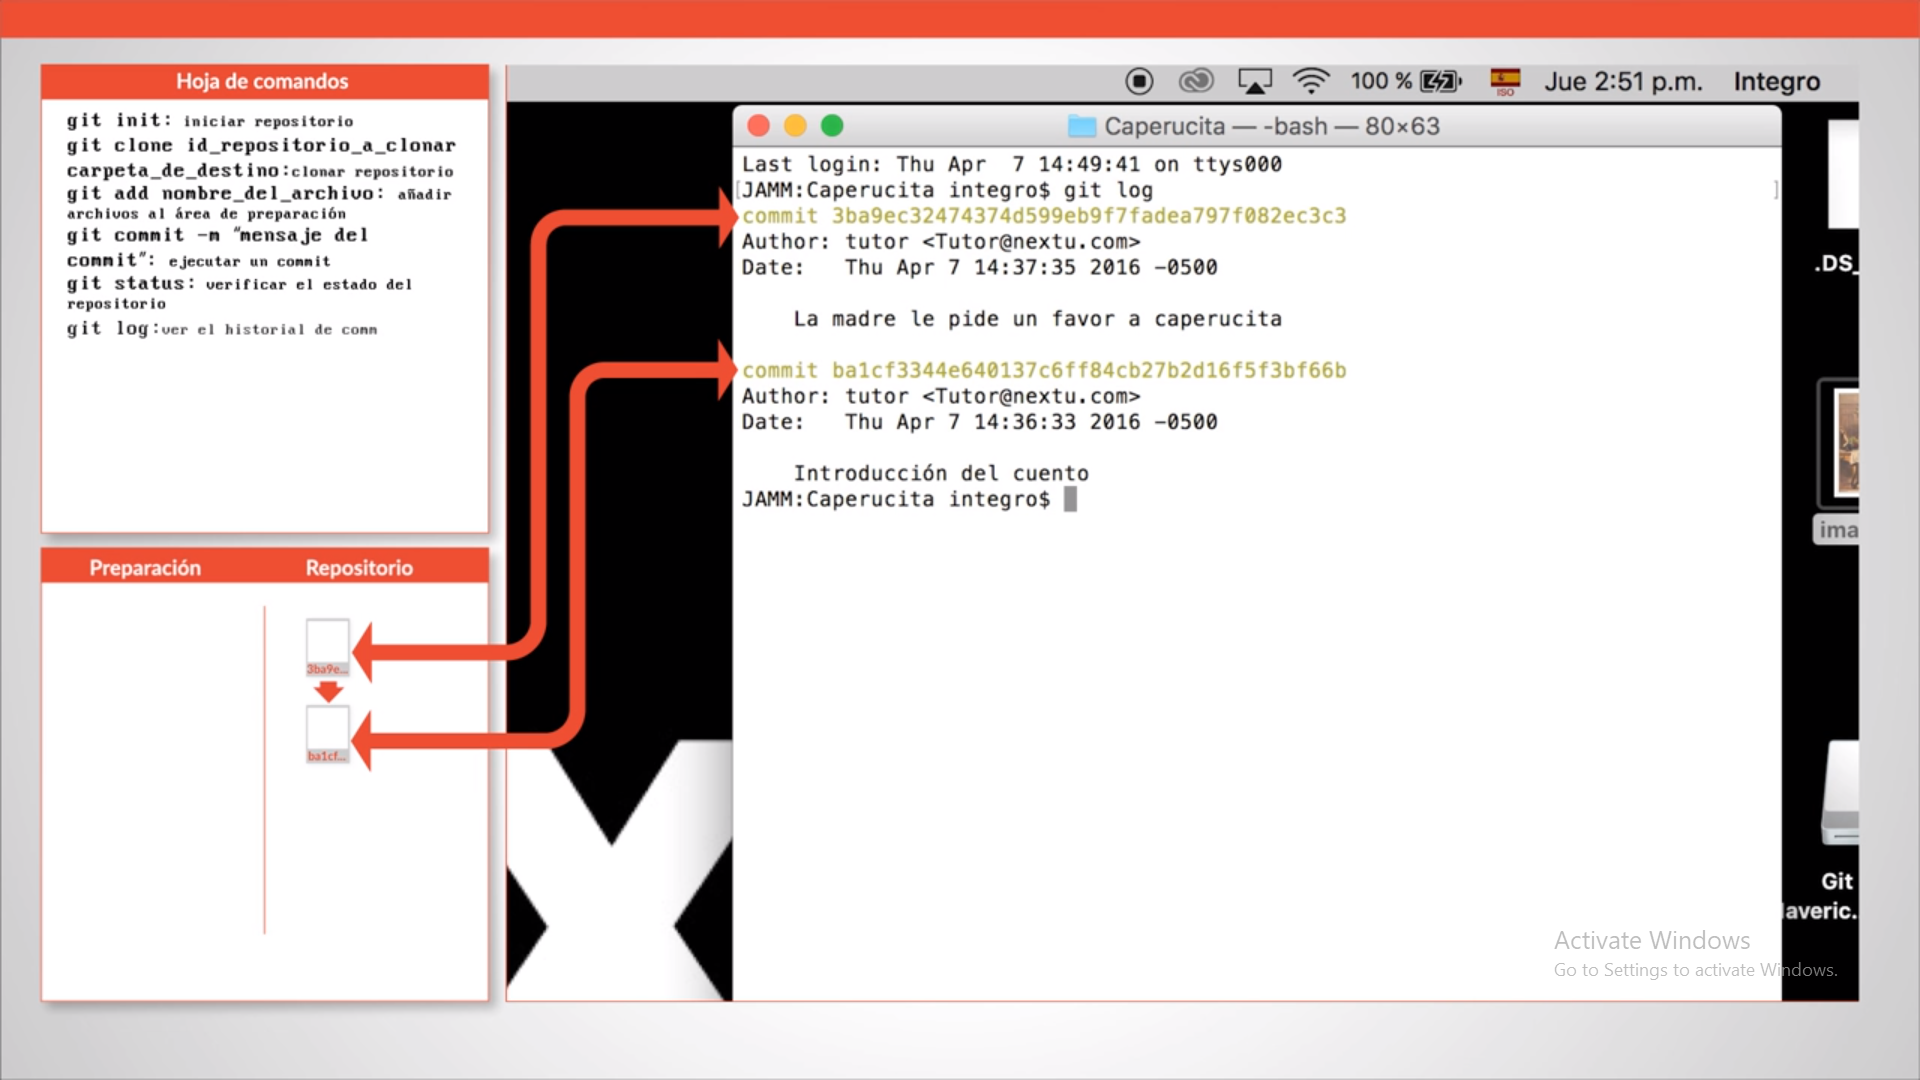 Hoja de comandos
git init: iniciar repositorio
git clone id_repositorio_a_clonar
carpeta_de_destino:clonar repositorio
git add nombre_del_archivo: añadir
archivos al área de preparación
git commit -m "mensaje del
commit": ejecutar un commit
git status: verificar el estado del
repositorio
git log:ver el historial de comm
Preparación Repositorio
3ba9e...
ba1cf...
ISO
100 % Jue 2:51 p.m. Integro
Caperucita — -bash — 80×63
Last login: Thu Apr 7 14:49:41 on ttys000
[JAMM:Caperucita integro$ git log ]
commit 3ba9ec32474374d599eb9f7fadea797f082ec3c3
Author: tutor <Tutor@nextu.com>
Date: Thu Apr 7 14:37:35 2016 -0500
La madre le pide un favor a caperucita
commit ba1cf3344e640137c6ff84cb27b2d16f5f3bf66b
Author: tutor <Tutor@nextu.com>
Date: Thu Apr 7 14:36:33 2016 -0500
Introducción del cuento
JAMM:Caperucita integro$
.DS_
ima
Git
laveric.
X
Activate Windows
Go to Settings to activate Windows.